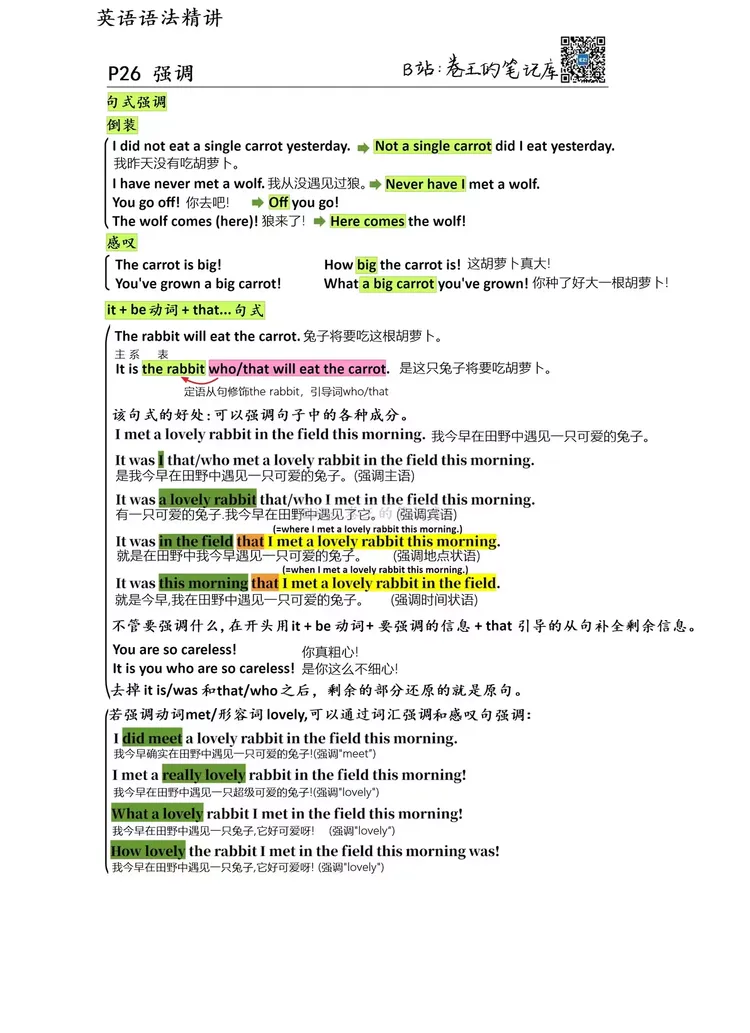 英语语法精讲
P26 强调
B站:卷王的笔记库
句式强调
倒装
I did not eat a single carrot yesterday. Not a single carrot did I eat yesterday.
我昨天没有吃胡萝卜。
I have never met a wolf. 我从没遇见过狼。 Never have I met a wolf.
You go off! 你去吧! Off you go!
The wolf comes (here)! 狼来了! Here comes the wolf!
感叹
The carrot is big! How big the carrot is! 这胡萝卜真大!
You've grown a big carrot! What a big carrot you've grown! 你种了好大一根胡萝卜!
it + be动词 + that...句式
The rabbit will eat the carrot. 兔子将要吃这根胡萝卜。
主 系 表
It is the rabbit who/that will eat the carrot. 是这只兔子将要吃胡萝卜。
定语从句修饰the rabbit，引导词who/that
该句式的好处:可以强调句子中的各种成分。
I met a lovely rabbit in the field this morning. 我今早在田野中遇见一只可爱的兔子。
It was I that/who met a lovely rabbit in the field this morning.
是我今早在田野中遇见一只可爱的兔子。(强调主语)
It was a lovely rabbit that/who I met in the field this morning.
有一只可爱的兔子.我今早在田野中遇见了它。 (强调宾语)
(=where I met a lovely rabbit this morning.)
It was in the field that I met a lovely rabbit this morning.
就是在田野中我今早遇见一只可爱的兔子。 (强调地点状语)
(=when I met a lovely rabbit this morning.)
It was this morning that I met a lovely rabbit in the field.
就是今早,我在田野中遇见一只可爱的兔子。 (强调时间状语)
不管要强调什么,在开头用it + be 动词+ 要强调的信息 + that 引导的从句补全剩余信息。
You are so careless! 你真粗心!
It is you who are so careless! 是你这么不细心!
去掉 it is/was 和that/who 之后，剩余的部分还原的就是原句。
若强调动词met/形容词 lovely,可以通过词汇强调和感叹句强调:
I did meet a lovely rabbit in the field this morning.
我今早确实在田野中遇见一只可爱的兔子!(强调"meet")
I met a really lovely rabbit in the field this morning!
我今早在田野中遇见一只超级可爱的兔子!(强调"lovely")
What a lovely rabbit I met in the field this morning!
我今早在田野中遇见一只兔子,它好可爱呀! (强调"lovely")
How lovely the rabbit I met in the field this morning was!
我今早在田野中遇见一只兔子,它好可爱呀! (强调"lovely")